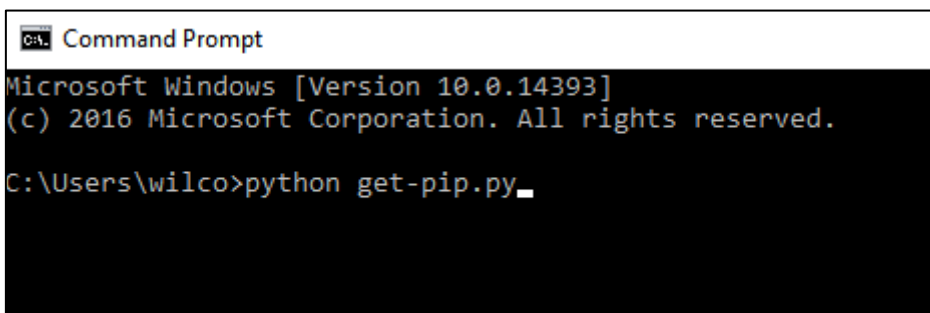 Command Prompt
Microsoft Windows [Version 10.0.14393]
(c) 2016 Microsoft Corporation. All rights reserved.
C:\Users\wilco>python get-pip.py